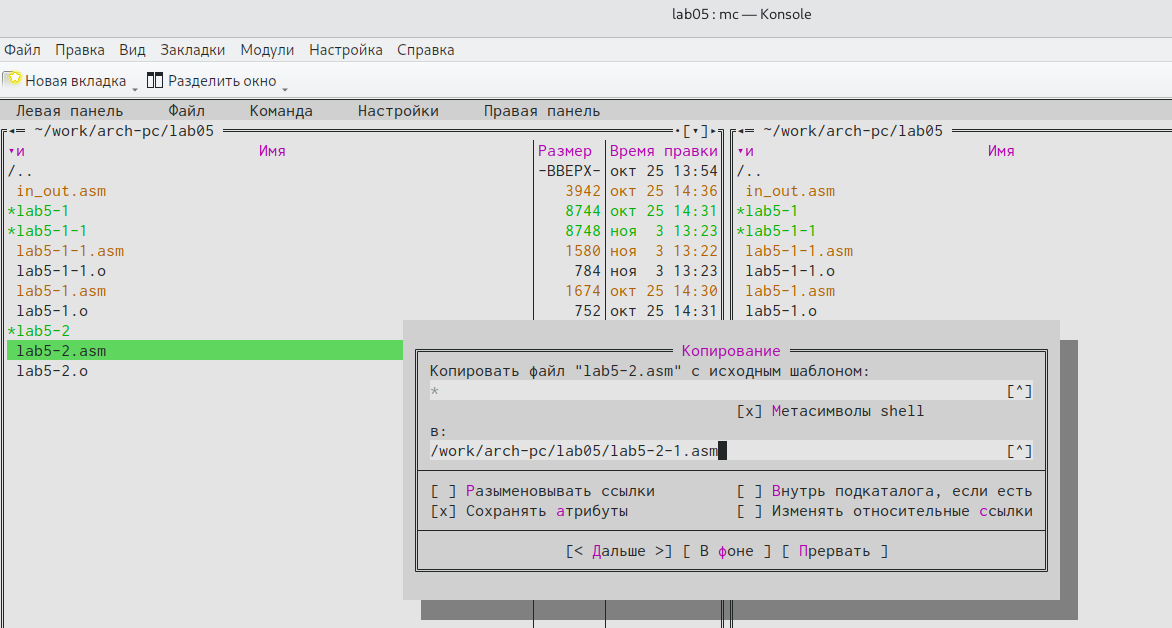 lab05 : mc — Konsole
Файл Правка Вид Закладки Модули Настройка Справка
Новая вкладка Разделить окно
Левая панель Файл Команда Настройки Правая панель
~/work/arch-pc/lab05 ~/work/arch-pc/lab05
и Имя Размер Время правки и Имя
/.. -ВВЕРХ- окт 25 13:54 /..
in_out.asm 3942 окт 25 14:36 in_out.asm
*lab5-1 8744 окт 25 14:31 *lab5-1
*lab5-1-1 8748 ноя 3 13:23 *lab5-1-1
lab5-1-1.asm 1580 ноя 3 13:22 lab5-1-1.asm
lab5-1-1.o 784 ноя 3 13:23 lab5-1-1.o
lab5-1.asm 1674 окт 25 14:30 lab5-1.asm
lab5-1.o 752 окт 25 14:31 lab5-1.o
*lab5-2
lab5-2.asm
lab5-2.o
Копирование
Копировать файл "lab5-2.asm" с исходным шаблоном:
* [^]
[x] Метасимволы shell
в:
/work/arch-pc/lab05/lab5-2-1.asm [^]
[ ] Разыменовывать ссылки [ ] Внутрь подкаталога, если есть
[x] Сохранять атрибуты [ ] Изменять относительные ссылки
[< Дальше >] [ В фоне ] [ Прервать ]